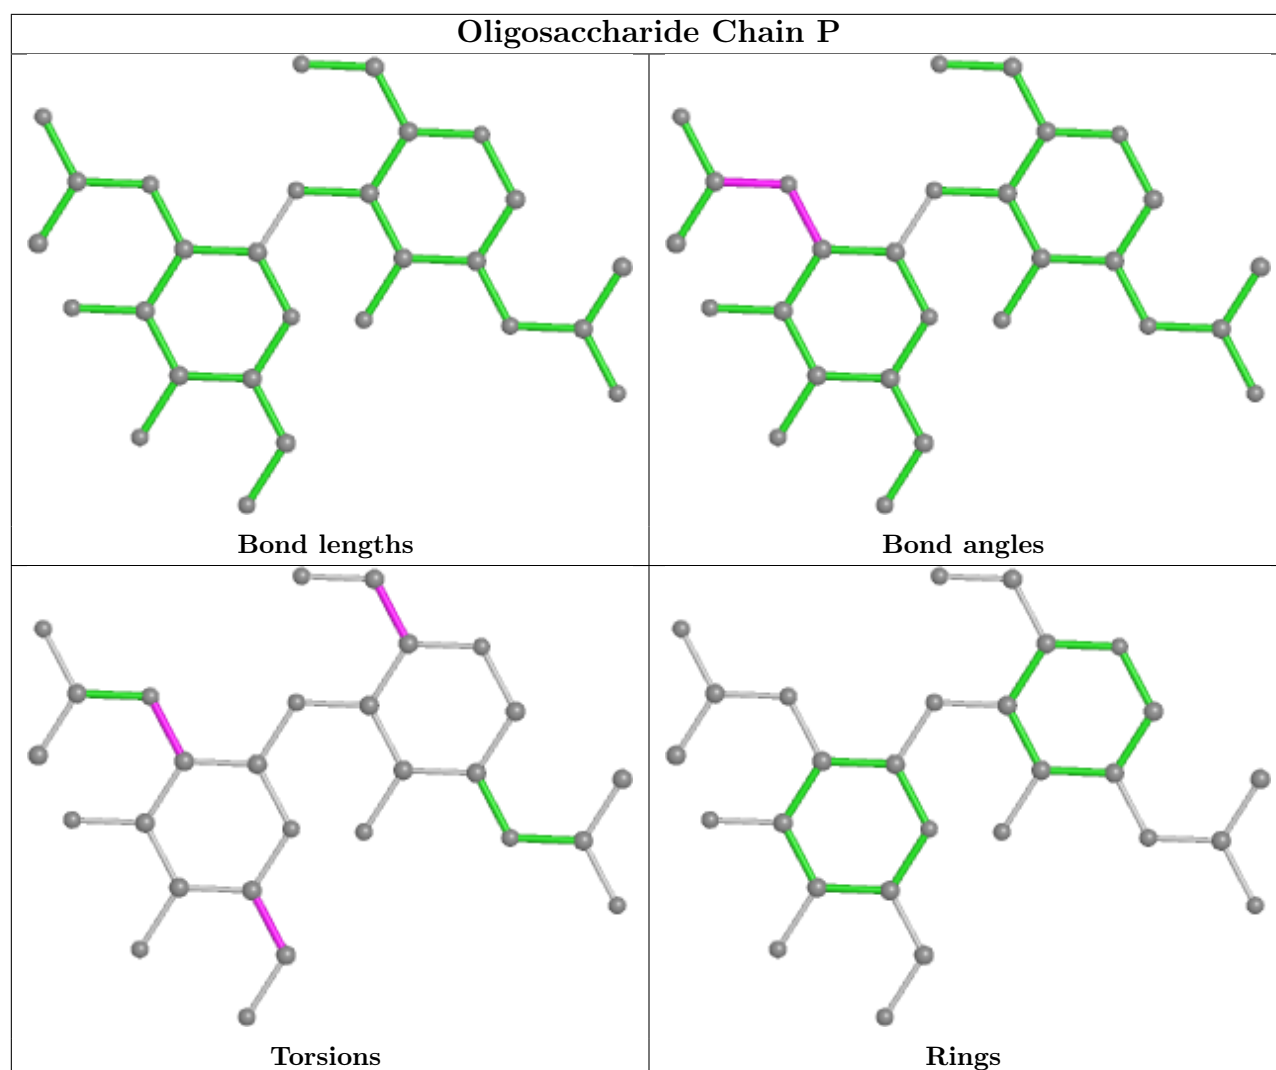 Oligosaccharide Chain P
Bond lengths
Bond angles
Torsions
Rings